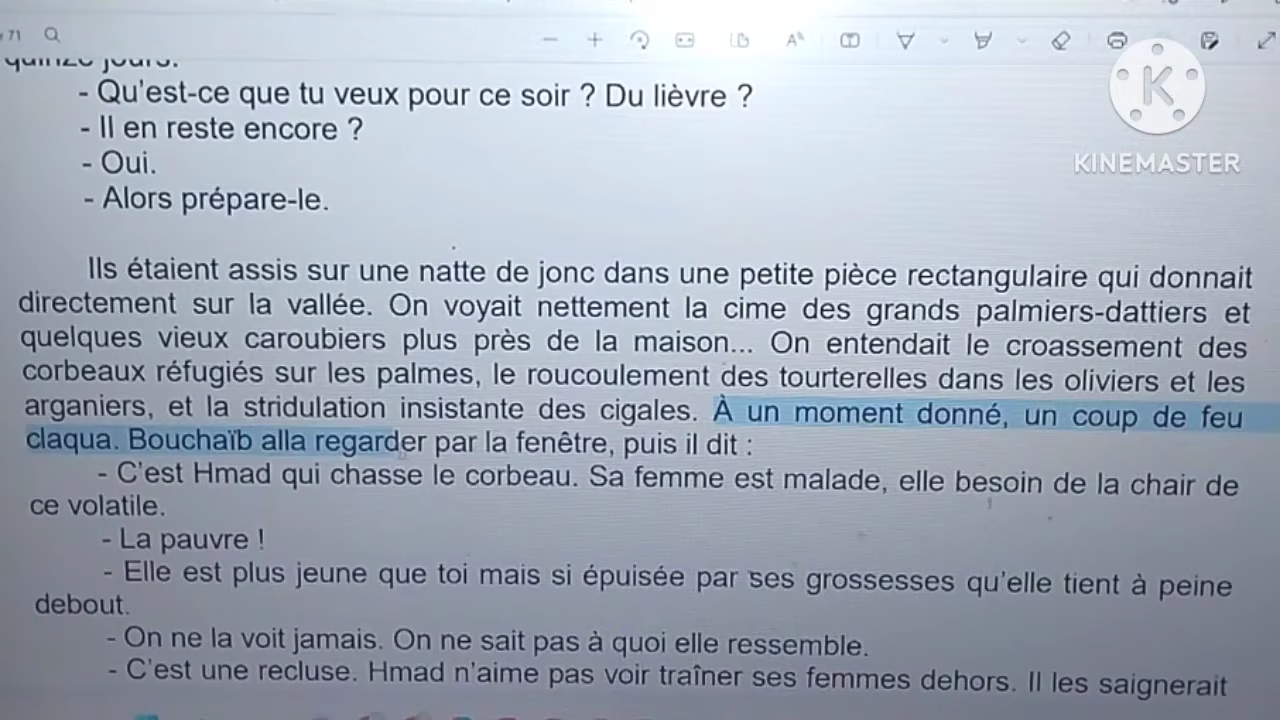 71
quinze jours.
- Qu'est-ce que tu veux pour ce soir ? Du lièvre ?
- Il en reste encore ?
- Oui.
- Alors prépare-le.
Ils étaient assis sur une natte de jonc dans une petite pièce rectangulaire qui donnait
directement sur la vallée. On voyait nettement la cime des grands palmiers-dattiers et
quelques vieux caroubiers plus près de la maison... On entendait le croassement des
corbeaux réfugiés sur les palmes, le roucoulement des tourterelles dans les oliviers et les
arganiers, et la stridulation insistante des cigales. À un moment donné, un coup de feu
claqua. Bouchaïb alla regarder par la fenêtre, puis il dit :
- C'est Hmad qui chasse le corbeau. Sa femme est malade, elle besoin de la chair de
ce volatile.
- La pauvre !
- Elle est plus jeune que toi mais si épuisée par ses grossesses qu'elle tient à peine
debout.
- On ne la voit jamais. On ne sait pas à quoi elle ressemble.
- C'est une recluse. Hmad n'aime pas voir traîner ses femmes dehors. Il les saignerait
K
KINEMASTER